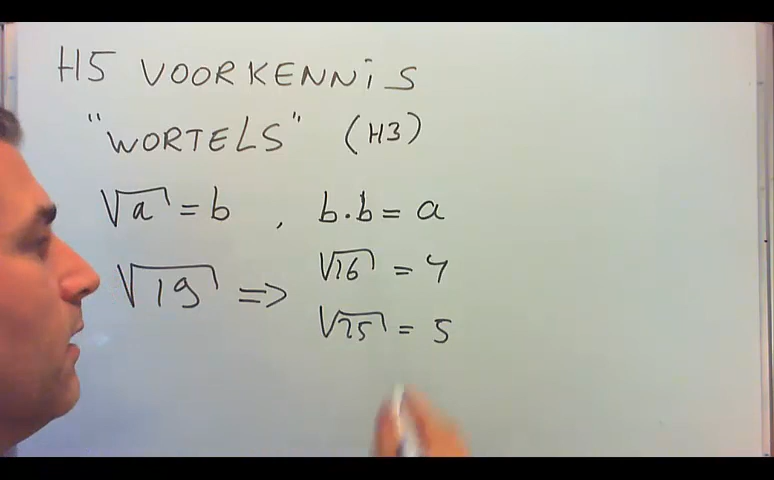 H5 VOORKENNiS
"WORTELS" (H3)
√a = b , b.b = a
√19 => √16 = 4
√25 = 5